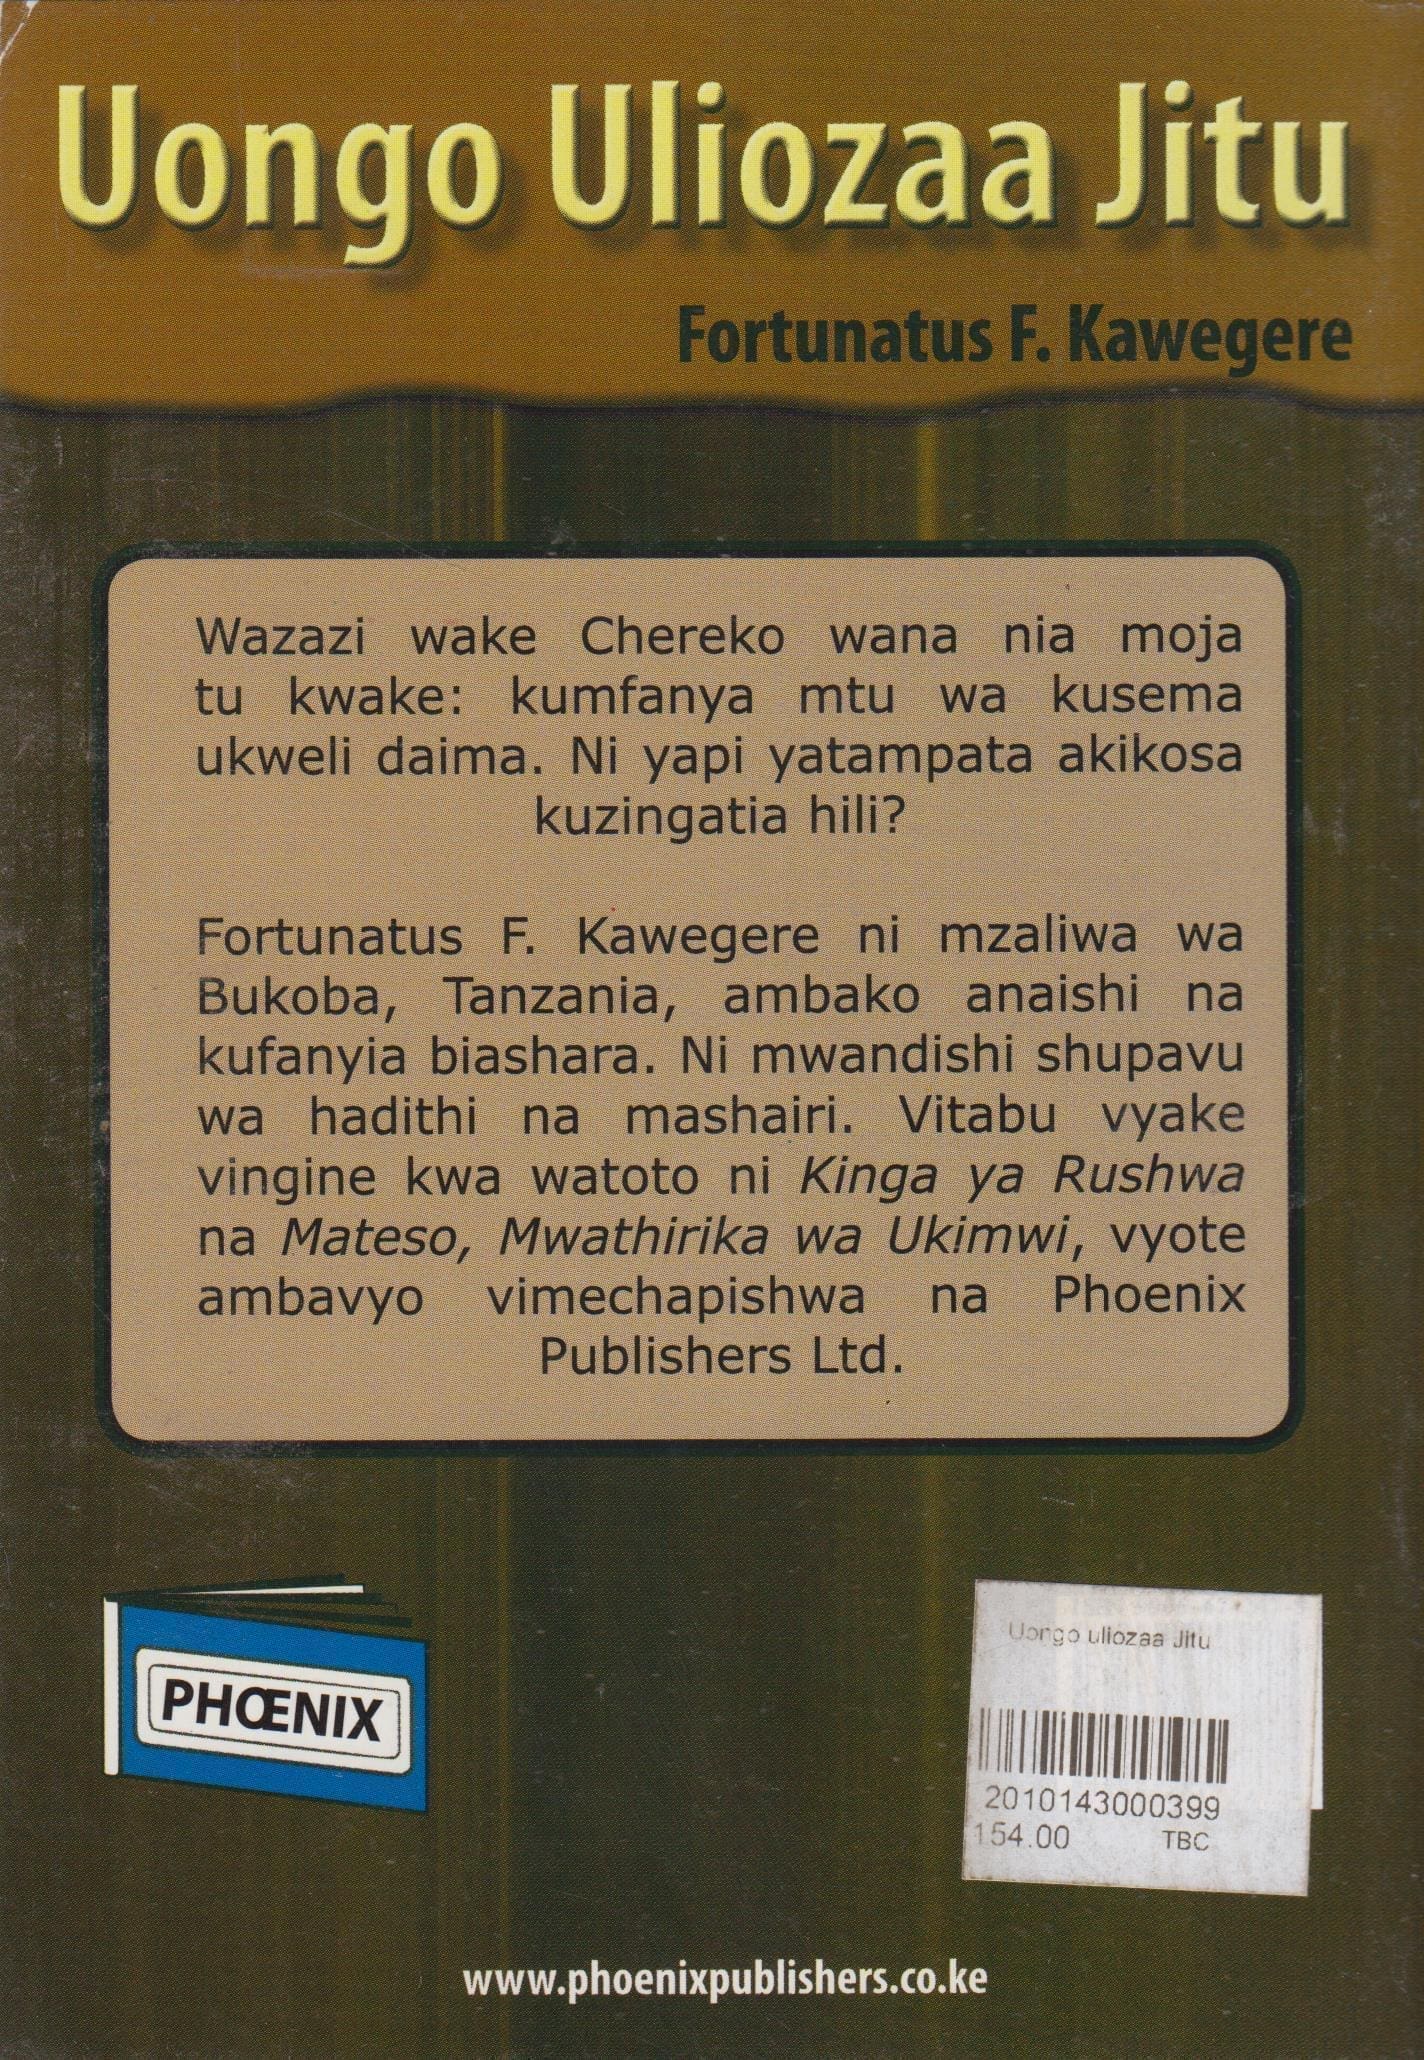 Uongo Uliozaa Jitu
Fortunatus F. Kawegere
Wazazi wake Chereko wana nia moja
tu kwake: kumfanya mtu wa kusema
ukweli daima. Ni yapi yatampata akikosa
kuzingatia hili?
Fortunatus F. Kawegere ni mzaliwa wa
Bukoba, Tanzania, ambako anaishi na
kufanyia biashara. Ni mwandishi shupavu
wa hadithi na mashairi. Vitabu vyake
vingine kwa watoto ni Kinga ya Rushwa
na Mateso, Mwathirika wa Ukimwi, vyote
ambavyo vimechapishwa na Phoenix
Publishers Ltd.
PHŒNIX
Uongo uliozaa Jitu
2010143000399
154.00 TBC
www.phoenixpublishers.co.ke